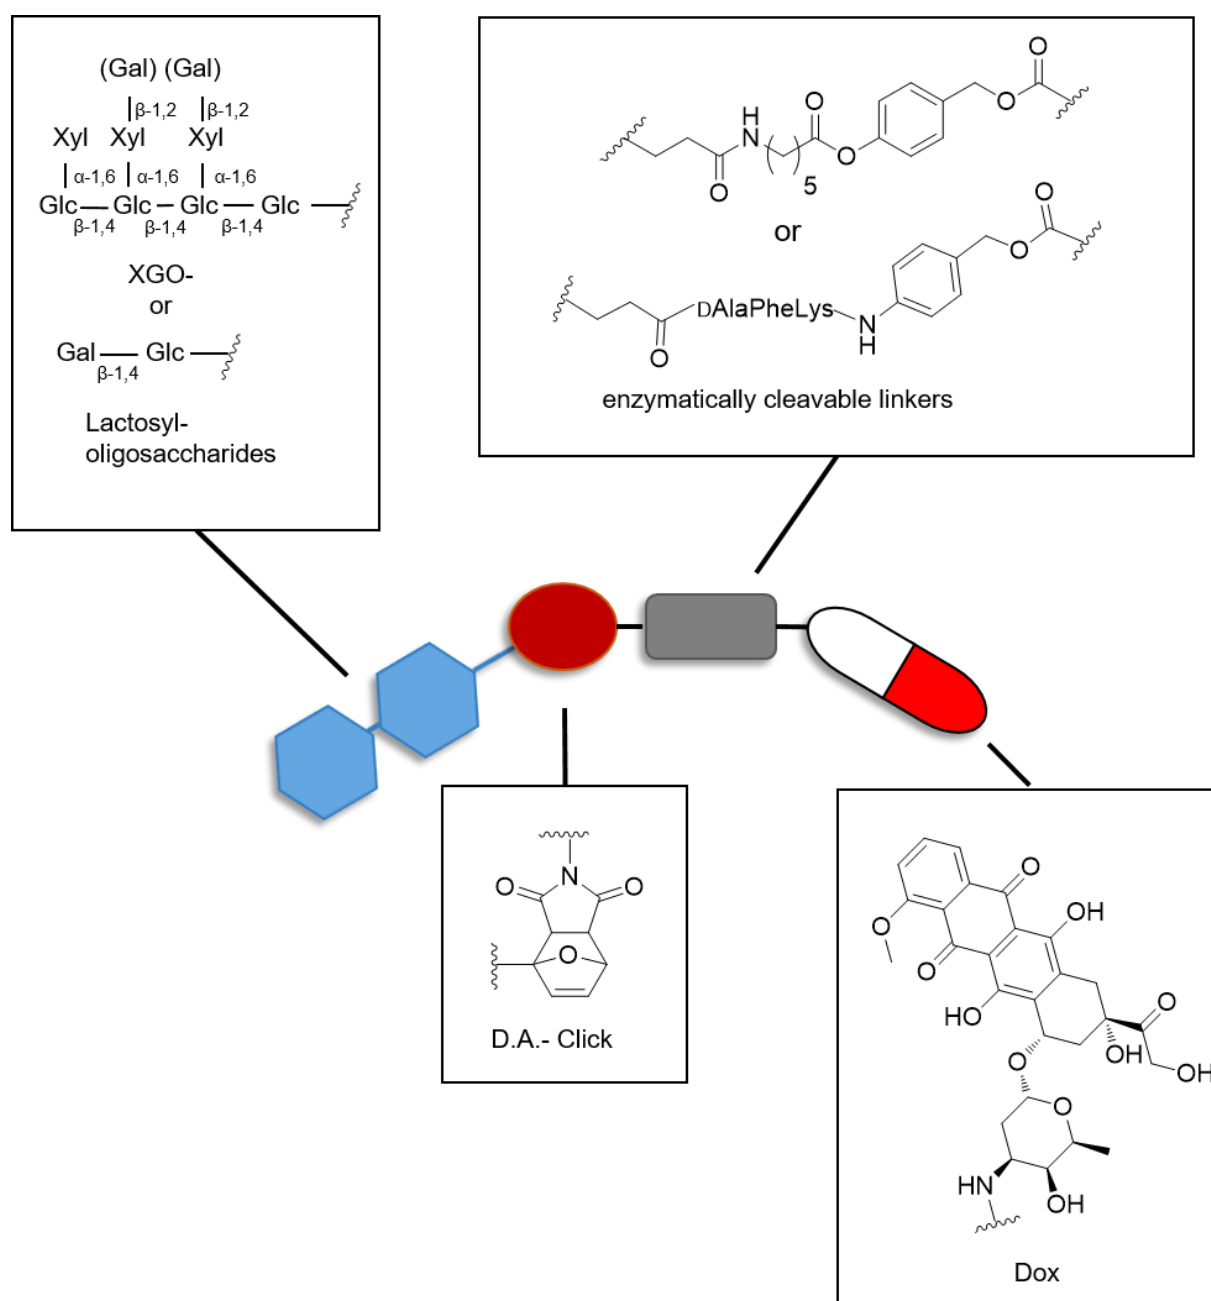 (Gal) (Gal)
β-1,2 β-1,2
Xyl Xyl Xyl
α-1,6 α-1,6 α-1,6
Glc Glc Glc Glc
β-1,4 β-1,4 β-1,4
XGO-
or
Gal Glc
β-1,4
Lactosyl-
oligosaccharides
O
O
H
N
O
O
O
5
or
O
O
DAlaPheLys
N
H
O
enzymatically cleavable linkers
N
O O
O
D.A.- Click
O
OH
O
O
HO
O
OH
OH
O
O
HN
OH
Dox